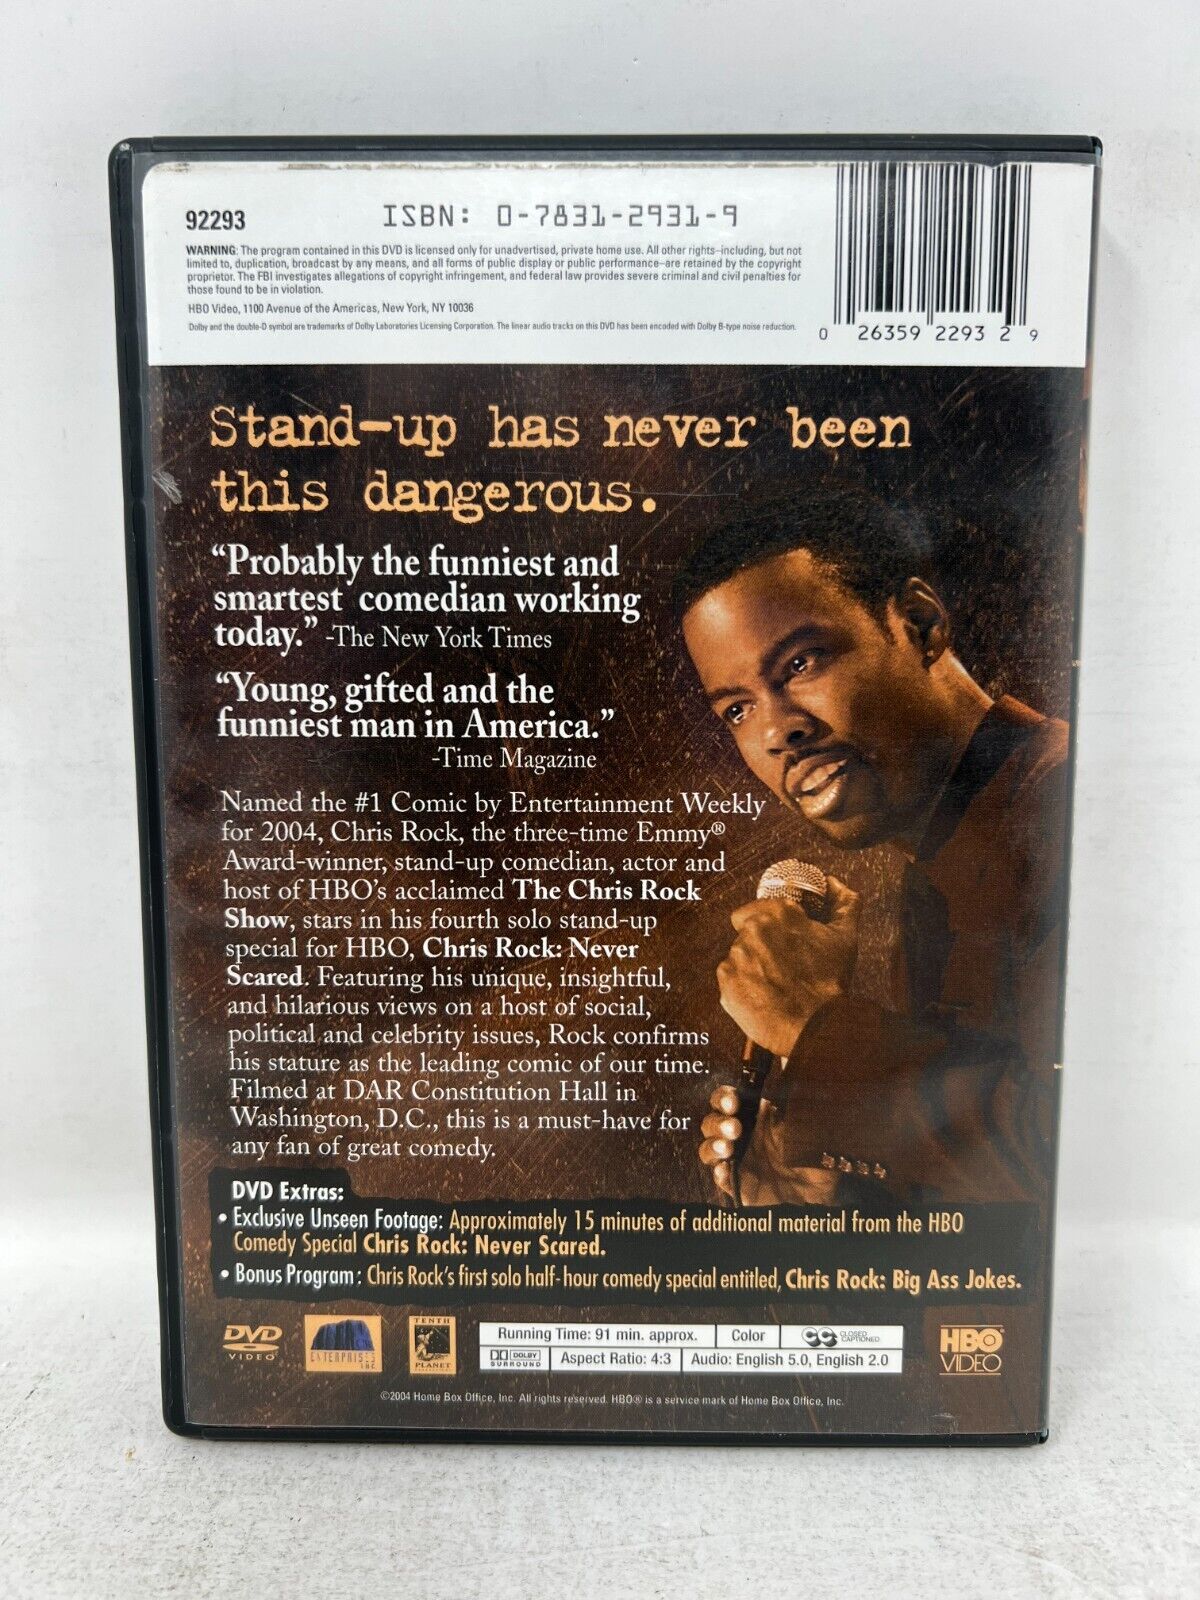 92293
ISBN: 0-7831-2931-9
WARNING: The program contained in this DVD is licensed only for unadvertised, private home use. All other rights–including, but not
limited to, duplication, broadcast by any means, and all forms of public display or public performance–are retained by the copyright
proprietor. The FBI investigates allegations of copyright infringement, and federal law provides severe criminal and civil penalties for
those found to be in violation.
HBO Video, 1100 Avenue of the Americas, New York, NY 10036
Dolby and the double-D symbol are trademarks of Dolby Laboratories Licensing Corporation. The linear audio tracks on this DVD has been encoded with Dolby B-type noise reduction.
0 26359 2293 2 9
Stand-up has never been
this dangerous.
“Probably the funniest and
smartest comedian working
today.” -The New York Times
“Young, gifted and the
funniest man in America.”
-Time Magazine
Named the #1 Comic by Entertainment Weekly
for 2004, Chris Rock, the three-time Emmy®
Award-winner, stand-up comedian, actor and
host of HBO’s acclaimed The Chris Rock
Show, stars in his fourth solo stand-up
special for HBO, Chris Rock: Never
Scared. Featuring his unique, insightful,
and hilarious views on a host of social,
political and celebrity issues, Rock confirms
his stature as the leading comic of our time.
Filmed at DAR Constitution Hall in
Washington, D.C., this is a must-have for
any fan of great comedy.
DVD Extras:
• Exclusive Unseen Footage: Approximately 15 minutes of additional material from the HBO
Comedy Special Chris Rock: Never Scared.
• Bonus Program: Chris Rock’s first solo half-hour comedy special entitled, Chris Rock: Big Ass Jokes.
DVD
VIDEO
ENTERPRISES
INC.
TENTH
PLANET
Running Time: 91 min. approx.
Color
CC CLOSED
CAPTIONED
DOLBY
SURROUND
Aspect Ratio: 4:3
Audio: English 5.0, English 2.0
HBO
VIDEO
©2004 Home Box Office, Inc. All rights reserved. HBO® is a service mark of Home Box Office, Inc.